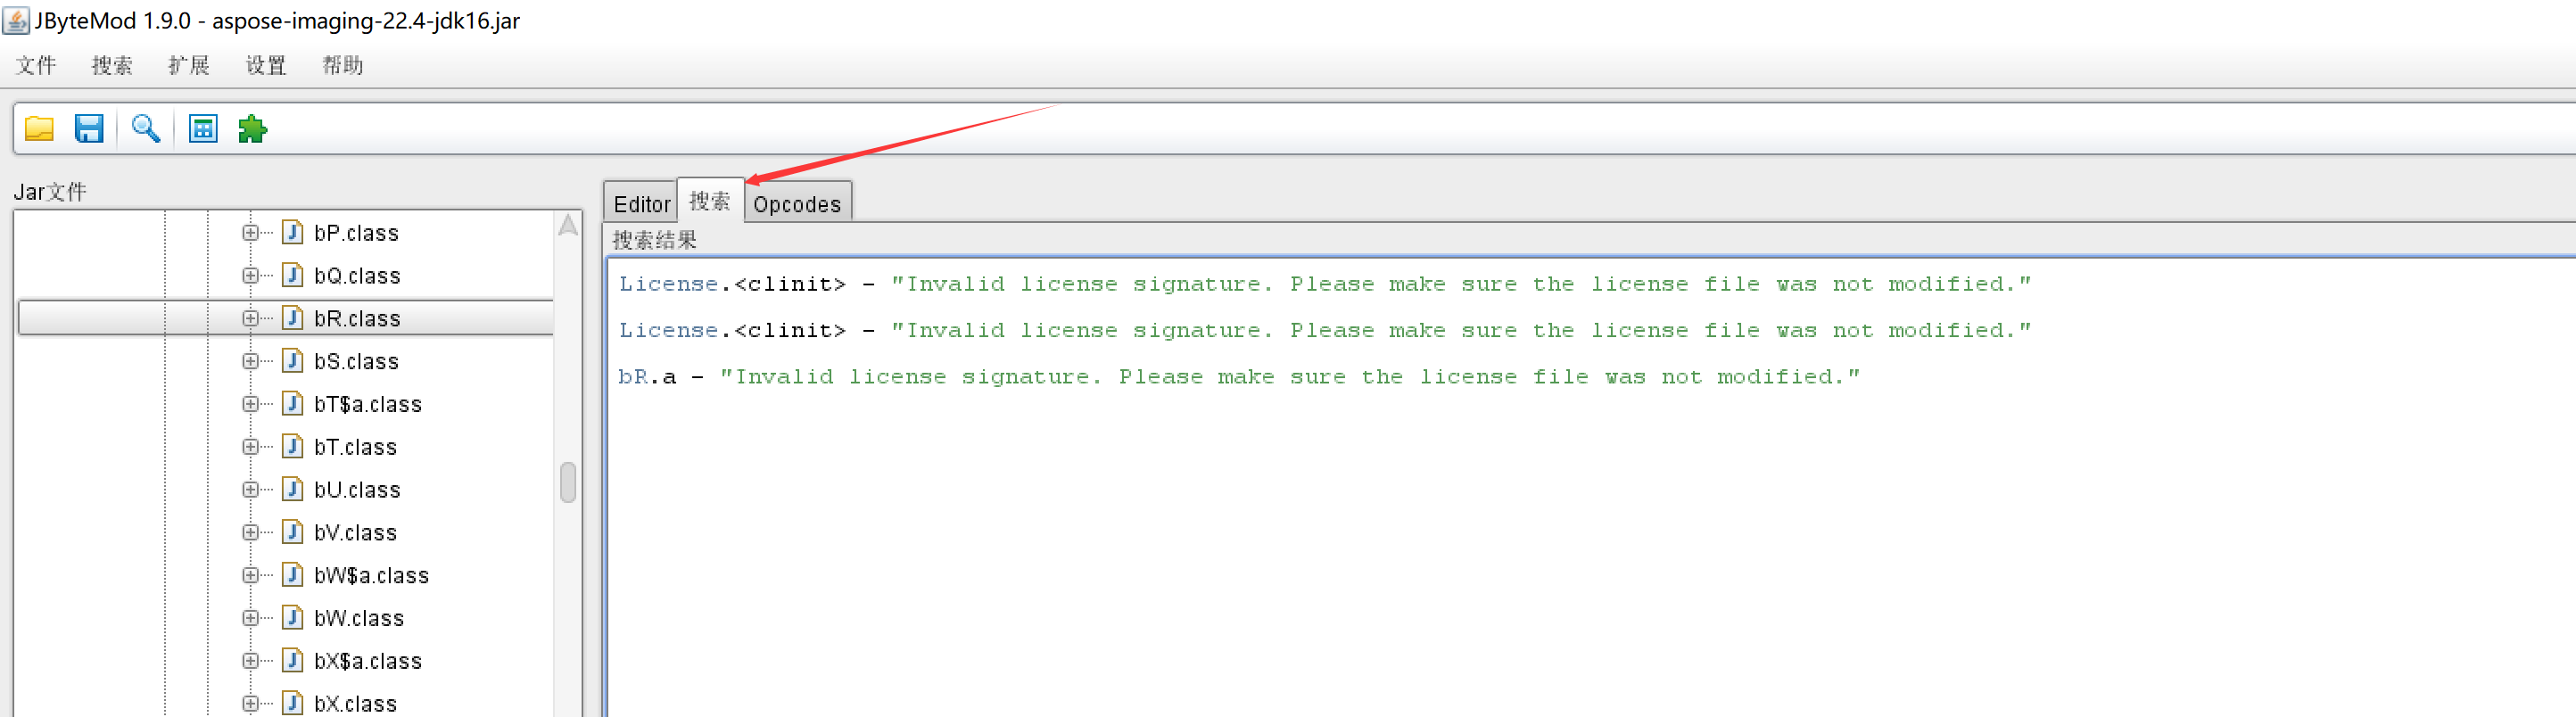 JByteMod 1.9.0 - aspose-imaging-22.4-jdk16.jar
文件 搜索 扩展 设置 帮助
Jar文件
bP.class
bQ.class
bR.class
bS.class
bT$a.class
bT.class
bU.class
bV.class
bW$a.class
bW.class
bX$a.class
bX.class
Editor 搜索 Opcodes
搜索结果
License.<clinit> - "Invalid license signature. Please make sure the license file was not modified."
License.<clinit> - "Invalid license signature. Please make sure the license file was not modified."
bR.a - "Invalid license signature. Please make sure the license file was not modified."